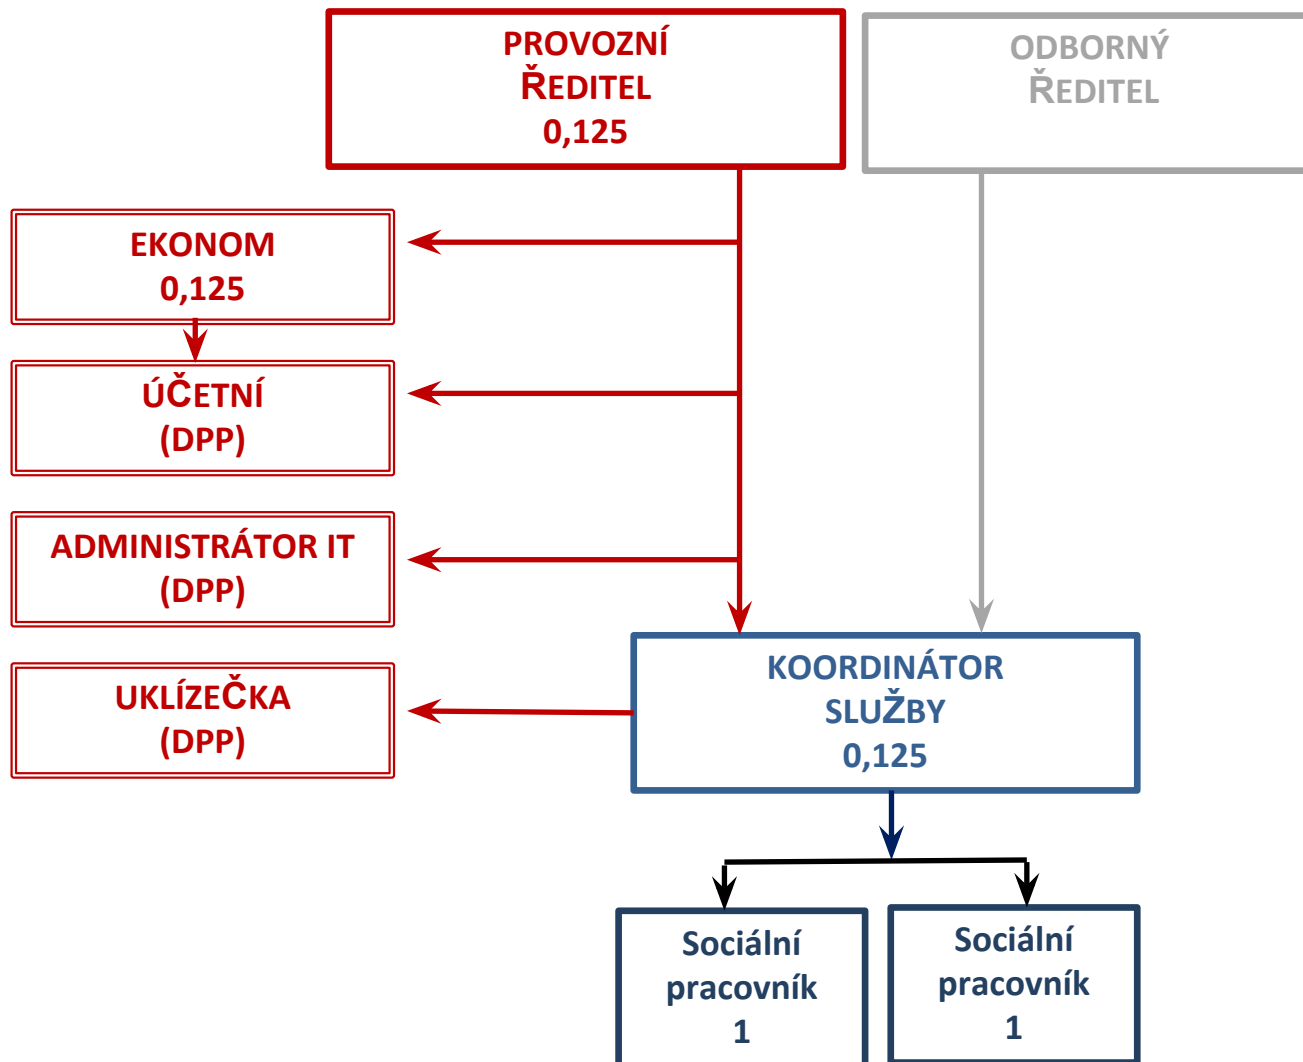 PROVOZNÍ
ŘEDITEL
0,125
ODBORNÝ
ŘEDITEL
EKONOM
0,125
ÚČETNÍ
(DPP)
ADMINISTRÁTOR IT
(DPP)
UKLÍZEČKA
(DPP)
KOORDINÁTOR
SLUŽBY
0,125
Sociální
pracovník
1
Sociální
pracovník
1